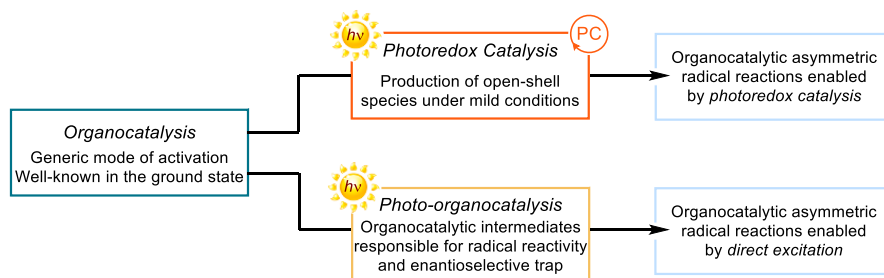 Organocatalysis
Generic mode of activation
Well-known in the ground state
hν
PC
Photoredox Catalysis
Production of open-shell
species under mild conditions
Organocatalytic asymmetric
radical reactions enabled
by photoredox catalysis
hν
Photo-organocatalysis
Organocatalytic intermediates
responsible for radical reactivity
and enantioselective trap
Organocatalytic asymmetric
radical reactions enabled
by direct excitation